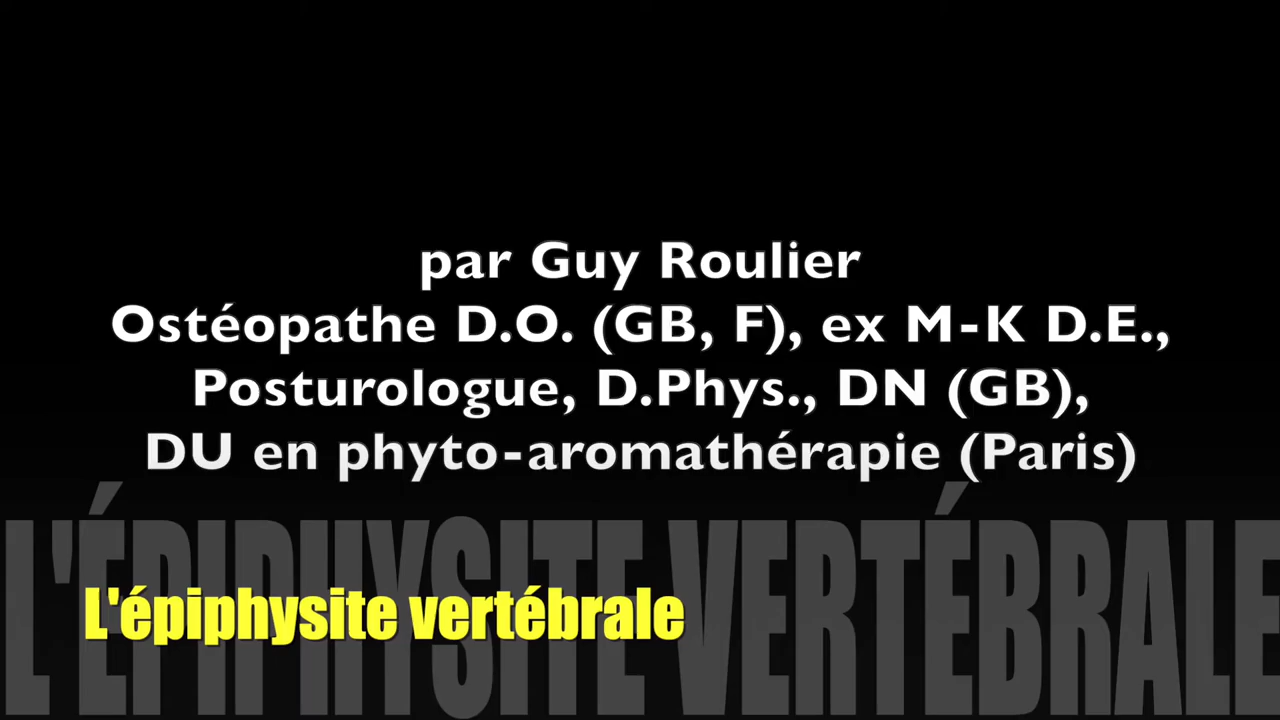 par Guy Roulier
Ostéopathe D.O. (GB, F), ex M-K D.E.,
Posturologue, D.Phys., DN (GB),
DU en phyto-aromathérapie (Paris)
L'ÉPIPHYSITE VERTÉBRALE
L'épiphysite vertébrale